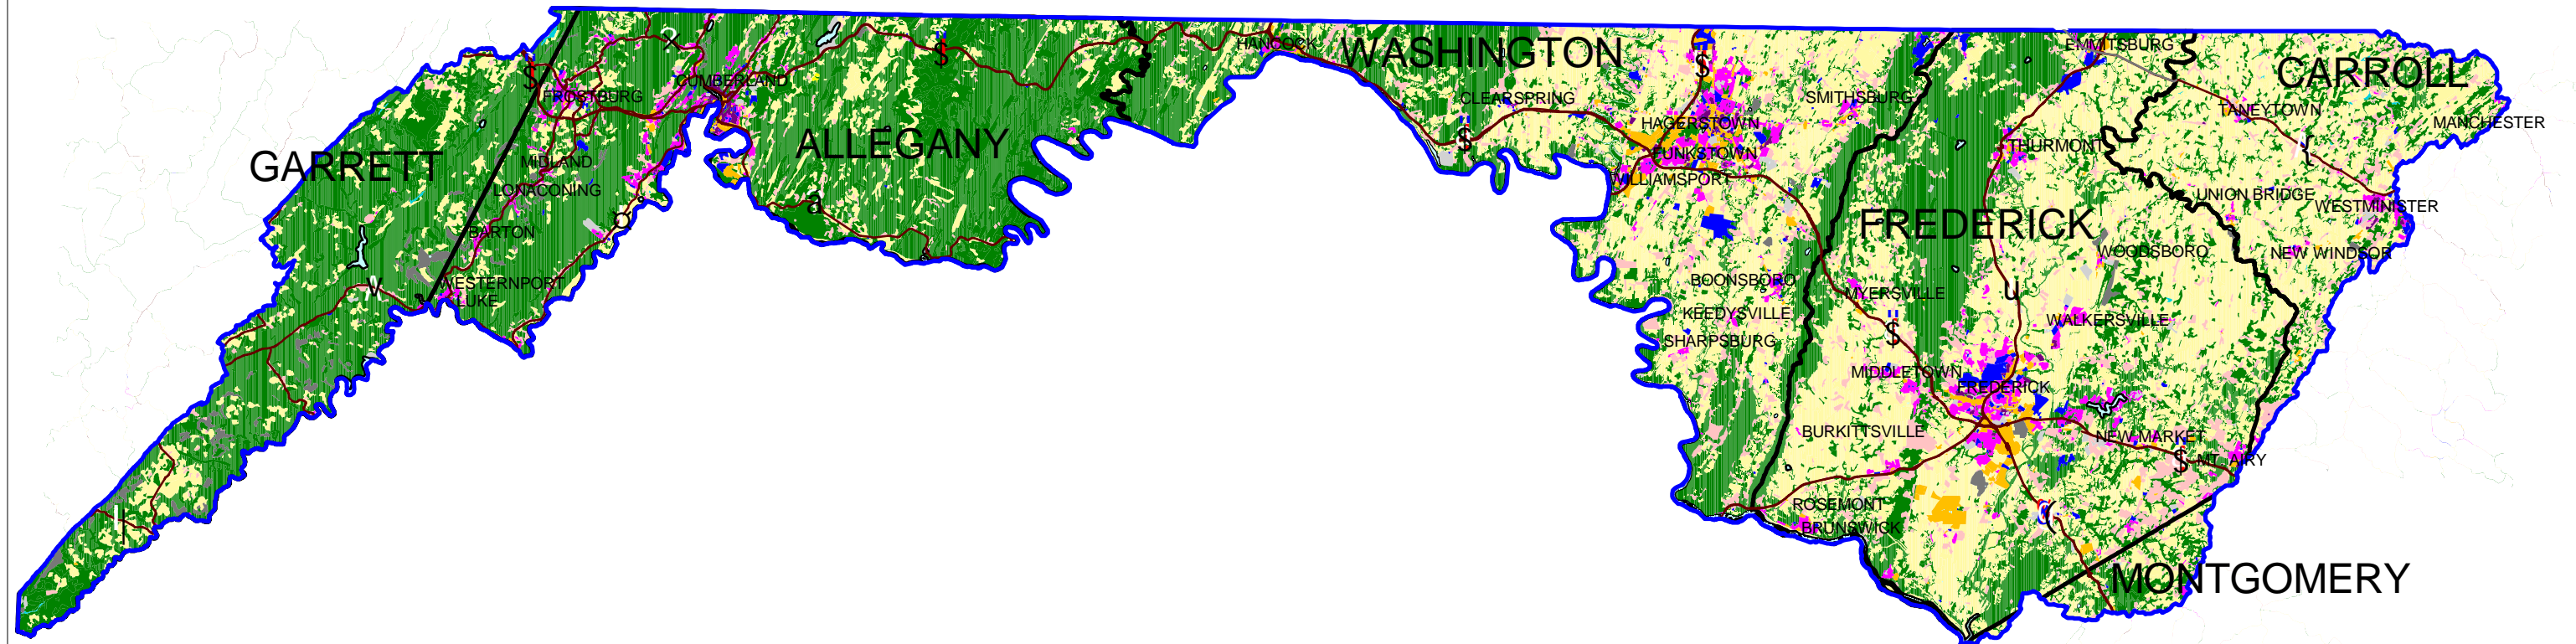 GARRETT
ALLEGANY
WASHINGTON
FREDERICK
CARROLL
MONTGOMERY
CUMBERLAND
FROSTBURG
MIDLAND
LONACONING
BARTON
WESTERNPORT
LUKE
HANCOCK
CLEARSPRING
HAGERSTOWN
FUNKSTOWN
WILLIAMSPORT
SMITHSBURG
BOONSBORO
KEEDYSVILLE
SHARPSBURG
EMMITSBURG
THURMONT
TANEYTOWN
MANCHESTER
UNION BRIDGE
WESTMINISTER
NEW WINDSOR
WOODSBORO
WALKERSVILLE
MYERSVILLE
MIDDLETOWN
FREDERICK
BURKITTSVILLE
NEW MARKET
MT. AIRY
ROSEMONT
BRUNSWICK
$
$
$
$
$
$
a
v
u